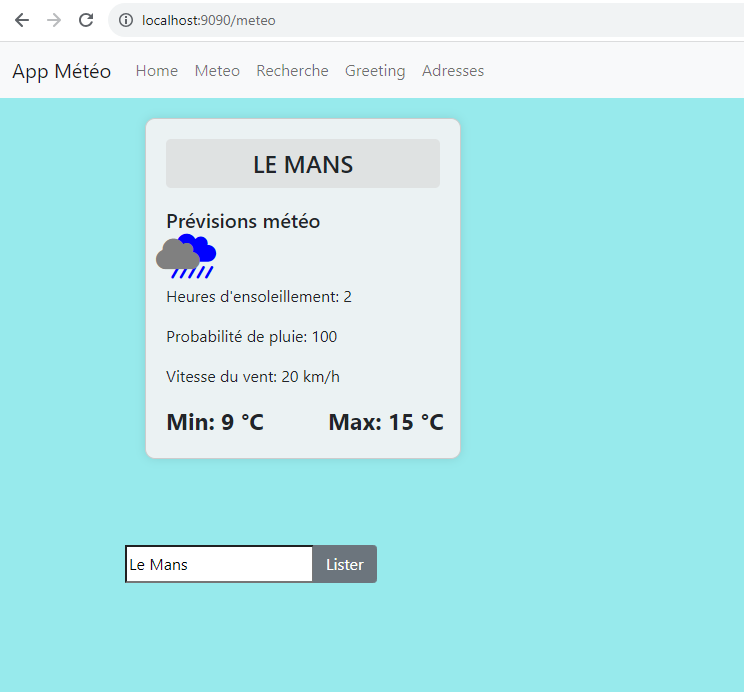 localhost:9090/meteo
App Météo Home Meteo Recherche Greeting Adresses
LE MANS
Prévisions météo
Heures d'ensoleillement: 2
Probabilité de pluie: 100
Vitesse du vent: 20 km/h
Min: 9 °C Max: 15 °C
Le Mans Lister